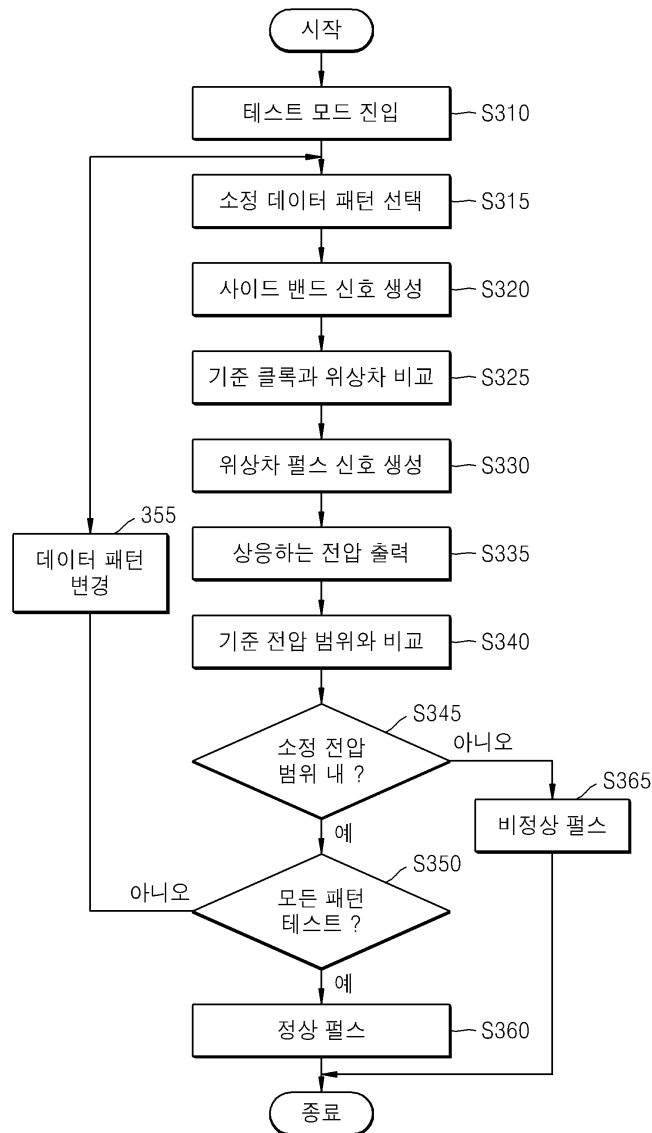 시작
테스트 모드 진입
S310
소정 데이터 패턴 선택
S315
사이드 밴드 신호 생성
S320
기준 클록과 위상차 비교
S325
위상차 펄스 신호 생성
S330
355
데이터 패턴
변경
상응하는 전압 출력
S335
기준 전압 범위와 비교
S340
S345
소정 전압
범위 내 ?
아니오
예
S365
비정상 펄스
S350
모든 패턴
테스트 ?
아니오
예
정상 펄스
S360
종료